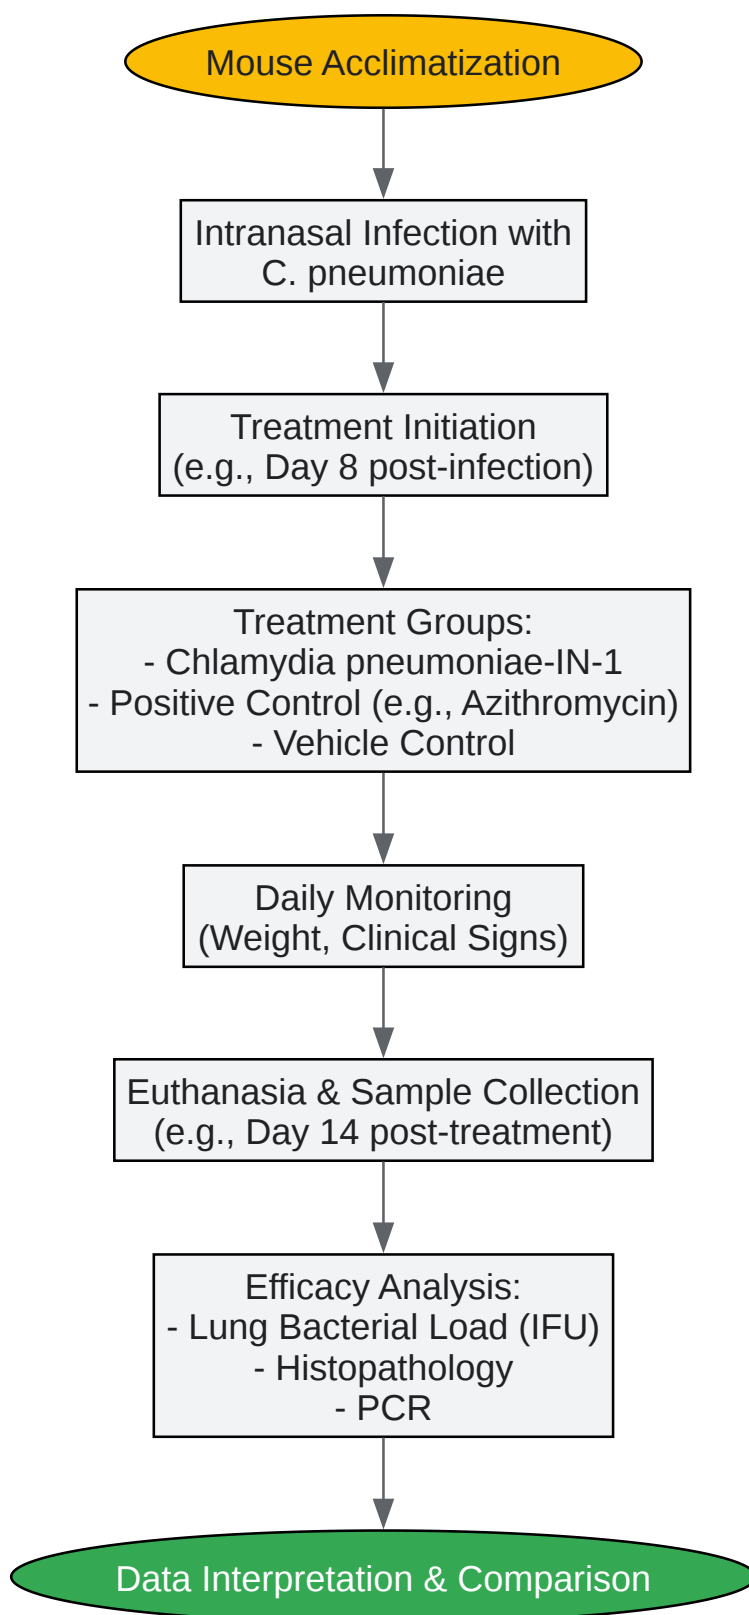 Mouse Acclimatization
Intranasal Infection with
C. pneumoniae
Treatment Initiation
(e.g., Day 8 post-infection)
Treatment Groups:
- Chlamydia pneumoniae-IN-1
- Positive Control (e.g., Azithromycin)
- Vehicle Control
Daily Monitoring
(Weight, Clinical Signs)
Euthanasia & Sample Collection
(e.g., Day 14 post-treatment)
Efficacy Analysis:
- Lung Bacterial Load (IFU)
- Histopathology
- PCR
Data Interpretation & Comparison